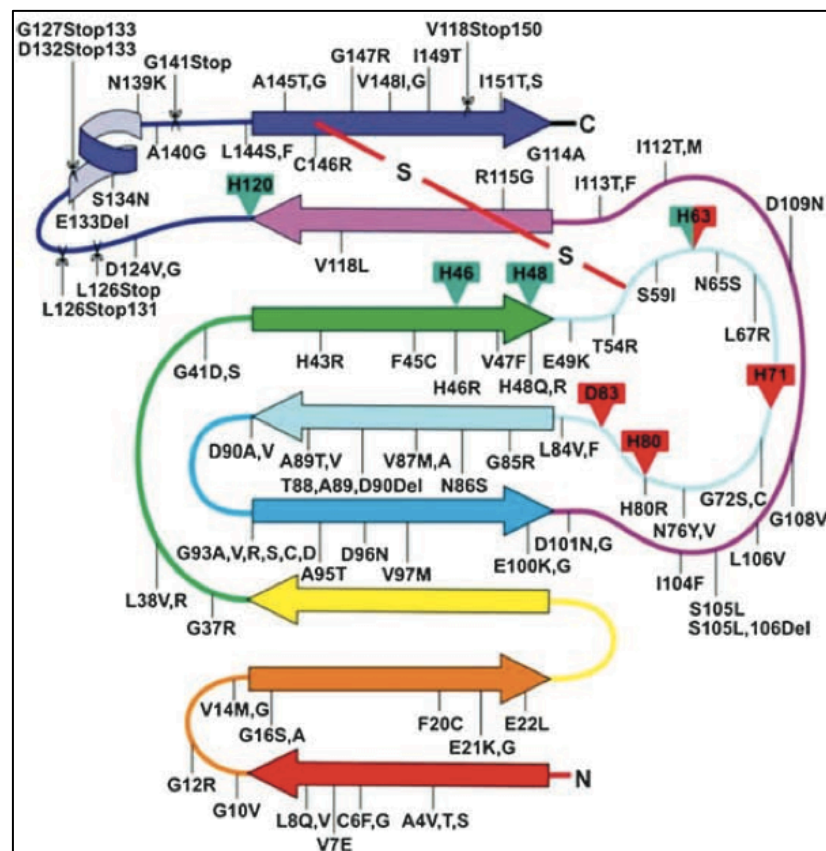 G127Stop133
D132Stop133
G141Stop
N139K
A145T,G
G147R
V148I,G
I149T
V118Stop150
I151T,S
C
A140G
L144S,F
C146R
S
G114A
R115G
I113T,F
I112T,M
D109N
S134N
E133Del
H120
H63
V118L
S
D124V,G
L126Stop
L126Stop131
H46
H48
S59I
N65S
L67R
T54R
E49K
G41D,S
H43R
F45C
H46R
V47F
H48Q,R
D83
H71
H80
D90A,V
A89T,V
T88,A89,D90Del
V87M,A
N86S
G85R
L84V,F
H80R
N76Y,V
G72S,C
G108V
L106V
I104F
S105L
S105L,106Del
G93A,V,R,S,C,D
A95T
D96N
V97M
E100K,G
D101N,G
L38V,R
G37R
V14M,G
G16S,A
F20C
E21K,G
E22L
G12R
G10V
N
L8Q,V
V7E
C6F,G
A4V,T,S